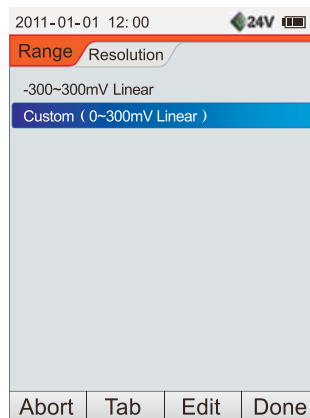 2011-01-01 12:00 24V
Range Resolution
-300~300mV Linear
Custom ( 0~300mV Linear )
Abort Tab Edit Done